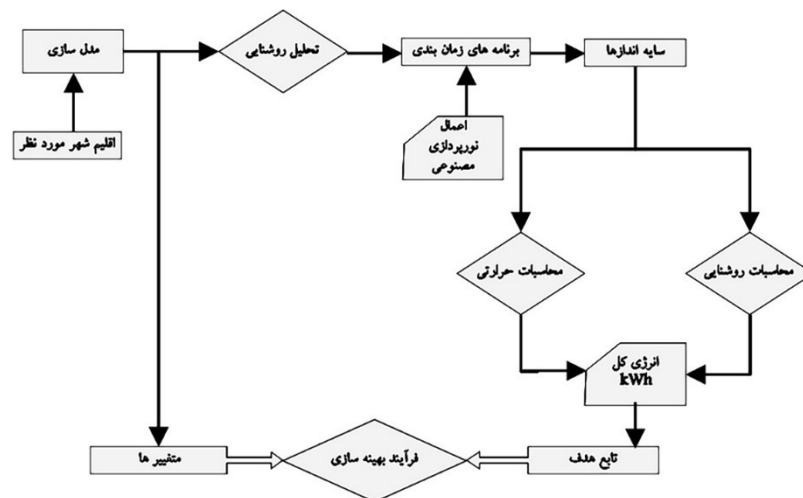 مدل سازی
تحلیل روشنایی
برنامه های زمان بندی
سایه اندازها
اقلیم شهر مورد نظر
اعمال
نورپردازی
مصنوعی
محاسبات حرارتی
محاسبات روشنایی
انرژی کل
kWh
متغییر ها
فرآیند بهینه سازی
تابع هدف